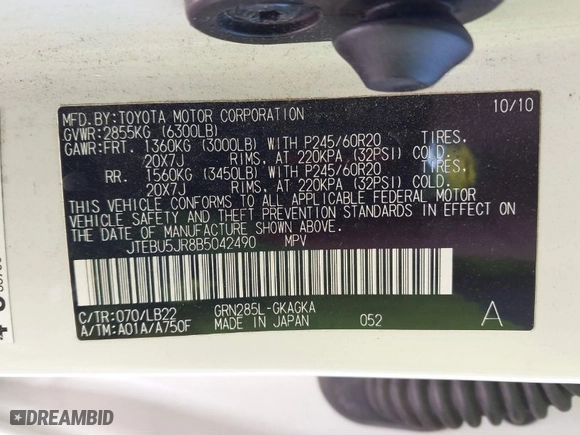 MFD.BY:TOYOTA MOTOR CORPORATION 10/10
GVWR:2855KG (6300LB)
GAWR:FRT. 1360KG (3000LB) WITH P245/60R20 TIRES.
20X7J RIMS. AT 220KPA (32PSI) COLD.
RR. 1560KG (3450LB) WITH P245/60R20 TIRES.
20X7J RIMS. AT 220KPA (32PSI) COLD.
THIS VEHICLE CONFORMS TO ALL APPLICABLE FEDERAL MOTOR
VEHICLE SAFETY AND THEFT PREVENTION STANDARDS IN EFFECT ON
THE DATE OF MANUFACTURE SHOWN ABOVE.
JTEBU5JR8B5042490 MPV
C/TR:070/LB22 GRN285L-GKAGKA
A/TM:A01A/A750F MADE IN JAPAN 052 A
DREAMBID